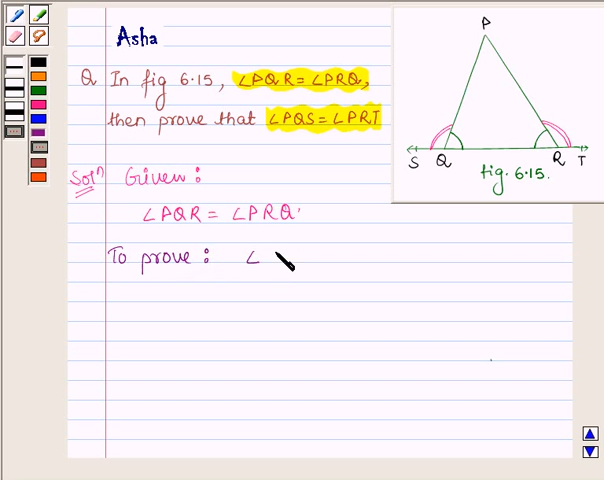 Asha
Q In fig 6.15, ∠PQR = ∠PRQ,
then prove that ∠PQS = ∠PRT
Solⁿ Given:
∠PQR = ∠PRQ
To prove: ∠
P
S Q R T
fig. 6.15.